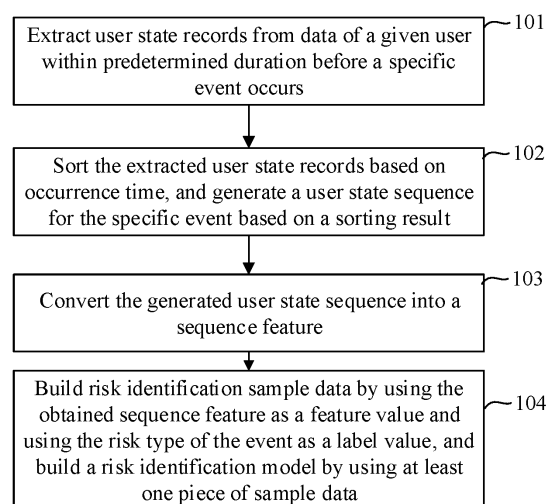 Extract user state records from data of a given user
within predetermined duration before a specific
event occurs
101
Sort the extracted user state records based on
occurrence time, and generate a user state sequence
for the specific event based on a sorting result
102
Convert the generated user state sequence into a
sequence feature
103
Build risk identification sample data by using the
obtained sequence feature as a feature value and
using the risk type of the event as a label value, and
build a risk identification model by using at least
one piece of sample data
104